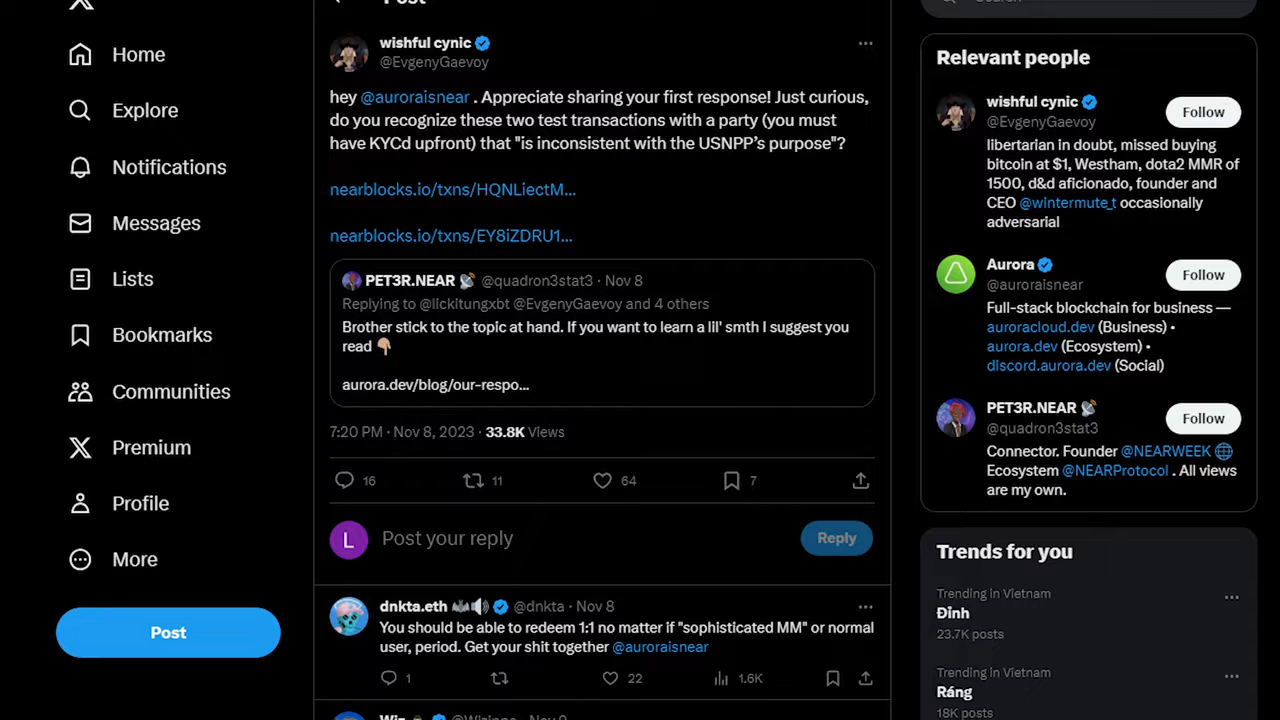 Post
Search
Home
Explore
Notifications
Messages
Lists
Bookmarks
Communities
Premium
Profile
More
Post
wishful cynic
@EvgenyGaevoy
hey @auroraisnear . Appreciate sharing your first response! Just curious,
do you recognize these two test transactions with a party (you must
have KYCd upfront) that "is inconsistent with the USNPP’s purpose"?
nearblocks.io/txns/HQNLiectM...
nearblocks.io/txns/EY8iZDRU1...
PET3R.NEAR @quadron3stat3 · Nov 8
Replying to @lickitungxbt @EvgenyGaevoy and 4 others
Brother stick to the topic at hand. If you want to learn a lil' smth I suggest you
read 👇🏼
aurora.dev/blog/our-respo...
7:20 PM · Nov 8, 2023 · 33.8K Views
16 11 64 7
L Post your reply Reply
dnkta.eth 🦇🔊 @dnkta · Nov 8
You should be able to redeem 1:1 no matter if "sophisticated MM" or normal
user, period. Get your shit together @auroraisnear
1 22 1.6K
Relevant people
wishful cynic
@EvgenyGaevoy
Follow
libertarian in doubt, missed buying
bitcoin at $1, Westham, dota2 MMR of
1500, d&d aficionado, founder and
CEO @wintermute_t occasionally
adversarial
Aurora
@auroraisnear
Follow
Full-stack blockchain for business —
auroracloud.dev (Business) •
aurora.dev (Ecosystem) •
discord.aurora.dev (Social)
PET3R.NEAR
@quadron3stat3
Follow
Connector. Founder @NEARWEEK 🌐
Ecosystem @NEARProtocol . All views
are my own.
Trends for you
Trending in Vietnam
Đinh
23.7K posts
Trending in Vietnam
Ráng
18K posts